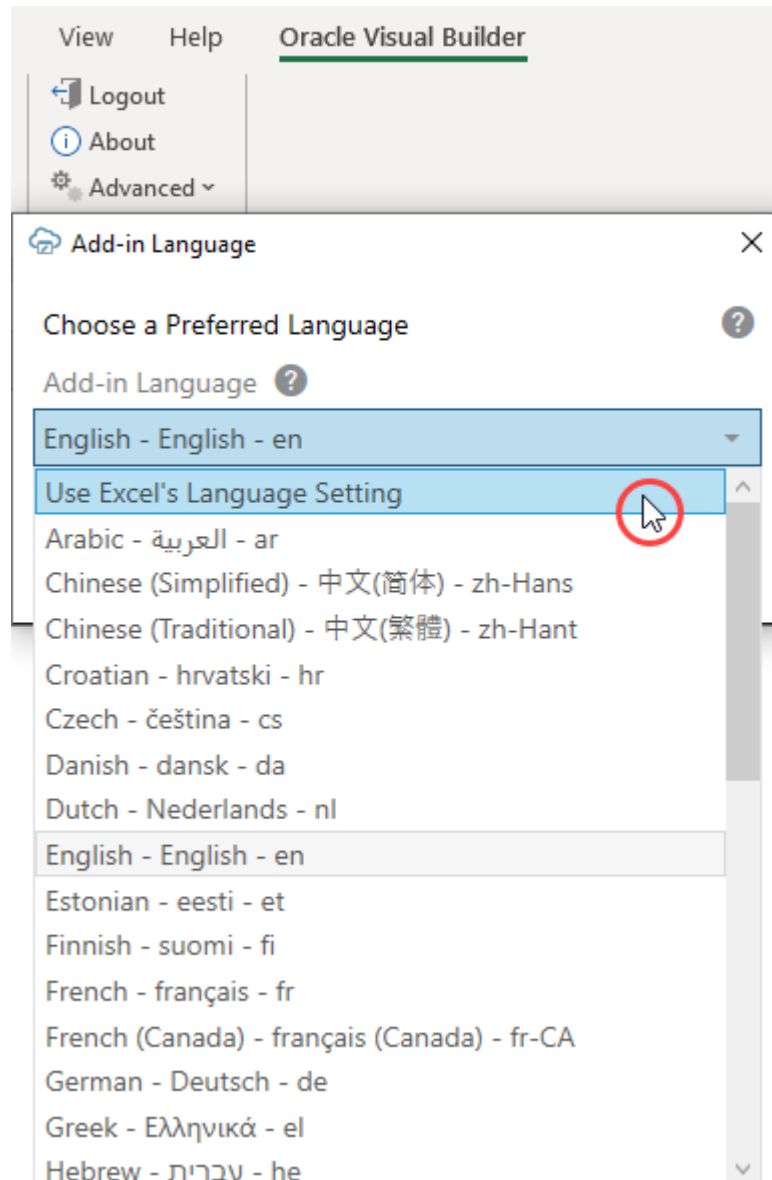 View Help Oracle Visual Builder
Logout
About
Advanced
Add-in Language
Choose a Preferred Language
Add-in Language
English - English - en
Use Excel's Language Setting
Arabic - العربية - ar
Chinese (Simplified) - 中文(简体) - zh-Hans
Chinese (Traditional) - 中文(繁體) - zh-Hant
Croatian - hrvatski - hr
Czech - čeština - cs
Danish - dansk - da
Dutch - Nederlands - nl
English - English - en
Estonian - eesti - et
Finnish - suomi - fi
French - français - fr
French (Canada) - français (Canada) - fr-CA
German - Deutsch - de
Greek - Ελληνικά - el
Hebrew - עברית - he